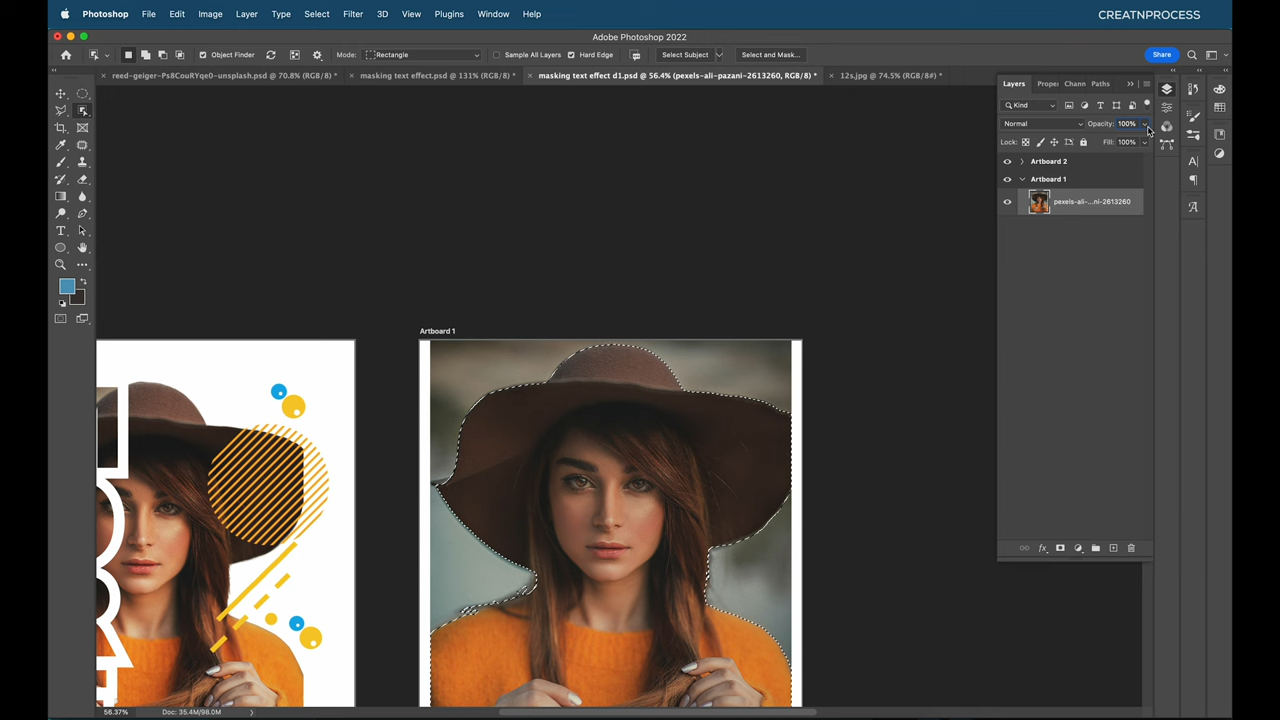 Photoshop File Edit Image Layer Type Select Filter 3D View Plugins Window Help
CREATNPROCESS
Adobe Photoshop 2022
Object Finder Mode: Rectangle Sample All Layers Hard Edge Select Subject Select and Mask... Share
reed-geiger-Ps8CouRYqe0-unsplash.psd @ 70.8% (RGB/8) * masking text effect.psd @ 131% (RGB/8) * masking text effect d1.psd @ 56.4% (pexels-ali-pazani-2613260, RGB/8) * 12s.jpg @ 74.5% (RGB/8#) *
Layers Proper Chann Paths
Kind
Normal Opacity: 100%
Lock: Fill: 100%
Artboard 2
Artboard 1
pexels-ali-...ni-2613260
Artboard 1
56.37% Doc: 35.4M/98.0M